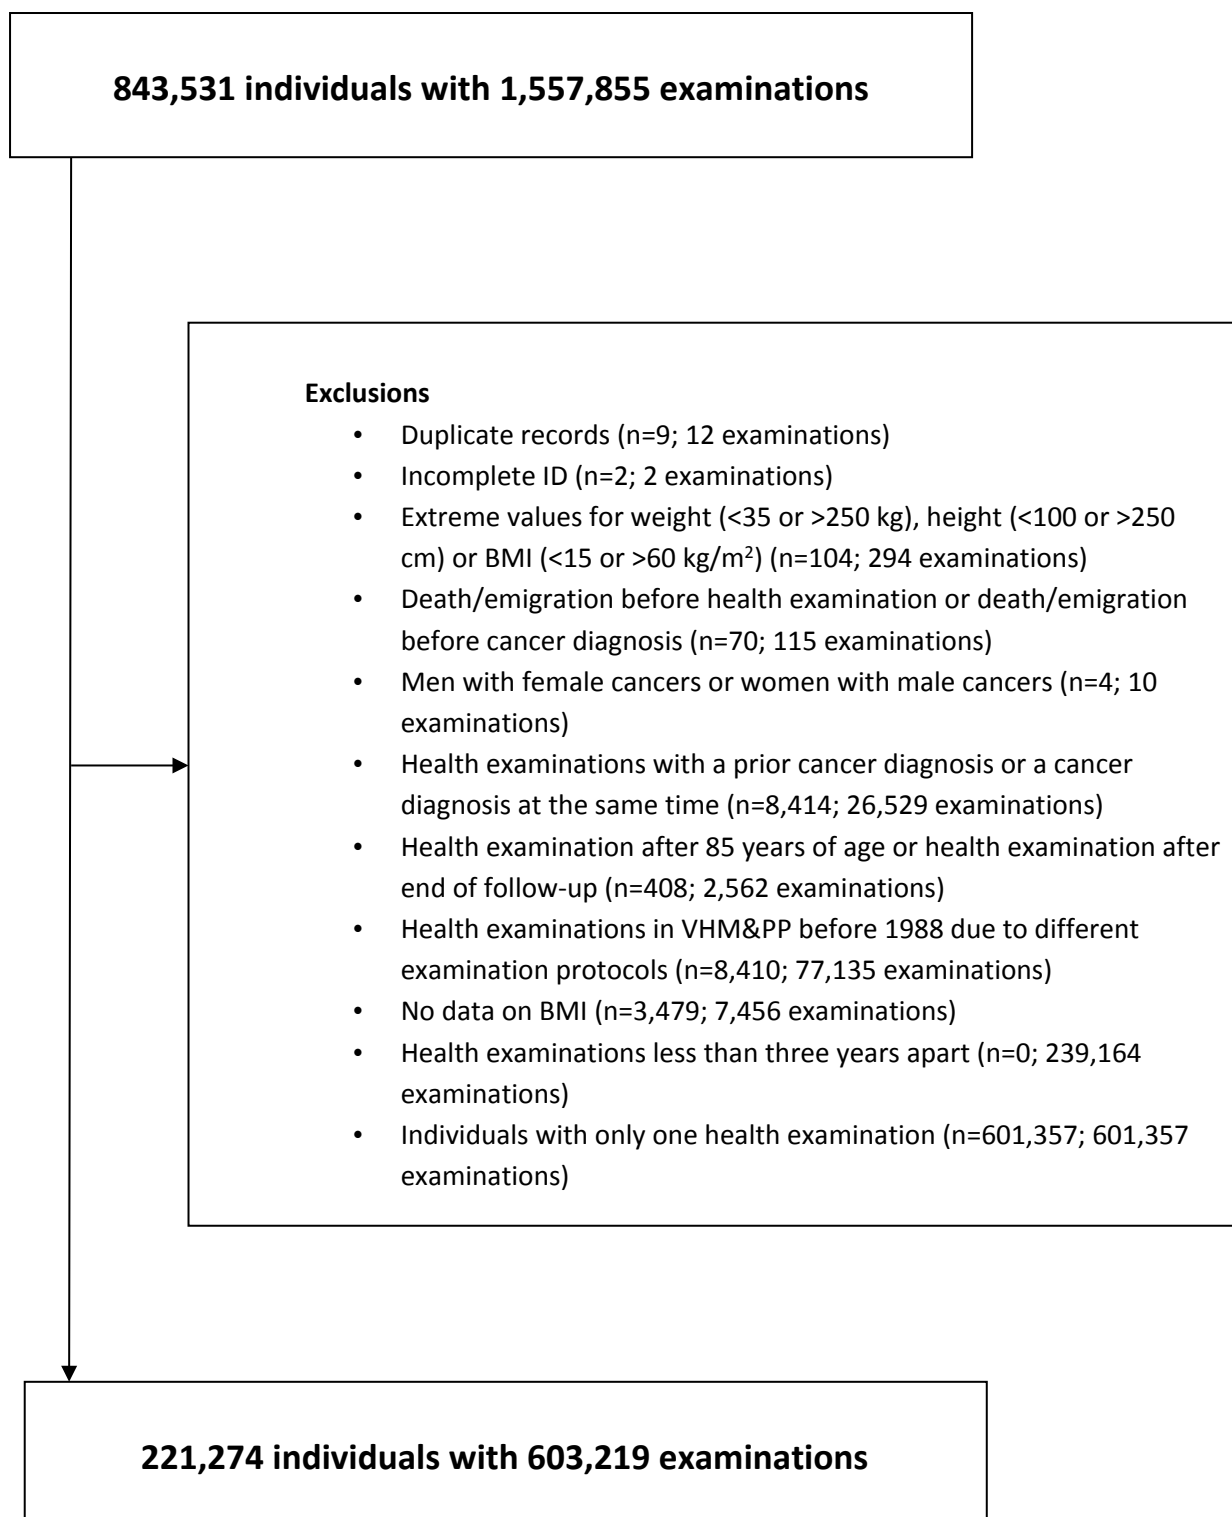 843,531 individuals with 1,557,855 examinations
Exclusions
• Duplicate records (n=9; 12 examinations)
• Incomplete ID (n=2; 2 examinations)
• Extreme values for weight (<35 or >250 kg), height (<100 or >250
cm) or BMI (<15 or >60 kg/m²) (n=104; 294 examinations)
• Death/emigration before health examination or death/emigration
before cancer diagnosis (n=70; 115 examinations)
• Men with female cancers or women with male cancers (n=4; 10
examinations)
• Health examinations with a prior cancer diagnosis or a cancer
diagnosis at the same time (n=8,414; 26,529 examinations)
• Health examination after 85 years of age or health examination after
end of follow-up (n=408; 2,562 examinations)
• Health examinations in VHM&PP before 1988 due to different
examination protocols (n=8,410; 77,135 examinations)
• No data on BMI (n=3,479; 7,456 examinations)
• Health examinations less than three years apart (n=0; 239,164
examinations)
• Individuals with only one health examination (n=601,357; 601,357
examinations)
221,274 individuals with 603,219 examinations